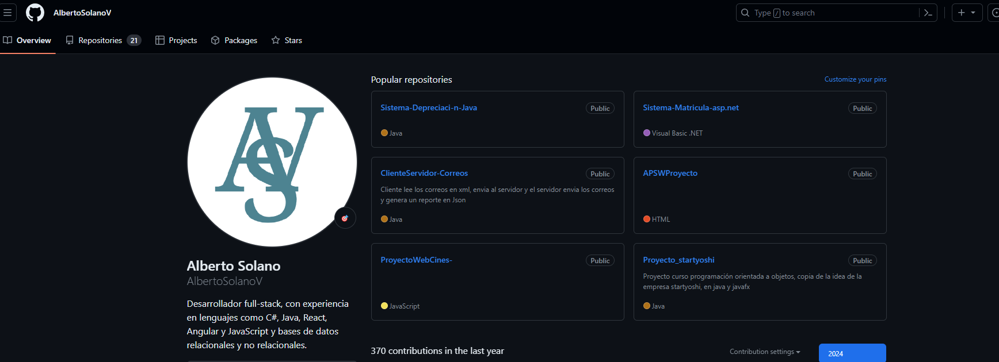 AlbertoSolanoV
Type / to search
Overview
Repositories 21
Projects
Packages
Stars
ASV
Alberto Solano
AlbertoSolanoV
Desarrollador full-stack, con experiencia
en lenguajes como C#, Java, React,
Angular y JavaScript y bases de datos
relacionales y no relacionales.
Popular repositories
Customize your pins
Sistema-Depreciaci-n-Java
Public
Java
Sistema-Matricula-asp.net
Public
Visual Basic .NET
ClienteServidor-Correos
Public
Cliente lee los correos en xml, envia al servidor y el servidor envia los correos
y genera un reporte en Json
Java
APSWProyecto
Public
HTML
ProyectoWebCines-
Public
JavaScript
Proyecto_startyoshi
Public
Proyecto curso programación orientada a objetos, copia de la idea de la
empresa startyoshi, en java y javafx
Java
370 contributions in the last year
Contribution settings
2024